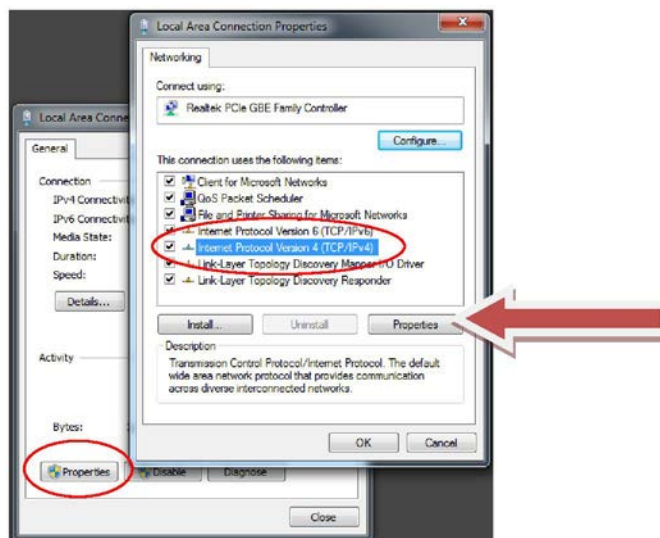 Local Area Connection Properties
Networking
Connect using:
Realtek PCIe GBE Family Controller
Configure...
This connection uses the following items:
Client for Microsoft Networks
QoS Packet Scheduler
File and Printer Sharing for Microsoft Networks
Internet Protocol Version 6 (TCP/IPv6)
Internet Protocol Version 4 (TCP/IPv4)
Link-Layer Topology Discovery Mapper I/O Driver
Link-Layer Topology Discovery Responder
Install...
Uninstall
Properties
Description
Transmission Control Protocol/Internet Protocol. The default
wide area network protocol that provides communication
across diverse interconnected networks.
OK
Cancel
Local Area Conne
General
Connection
IPv4 Connectivit
IPv6 Connectivit
Media State:
Duration:
Speed:
Details...
Activity
Bytes:
Properties
Disable
Diagnose
Close